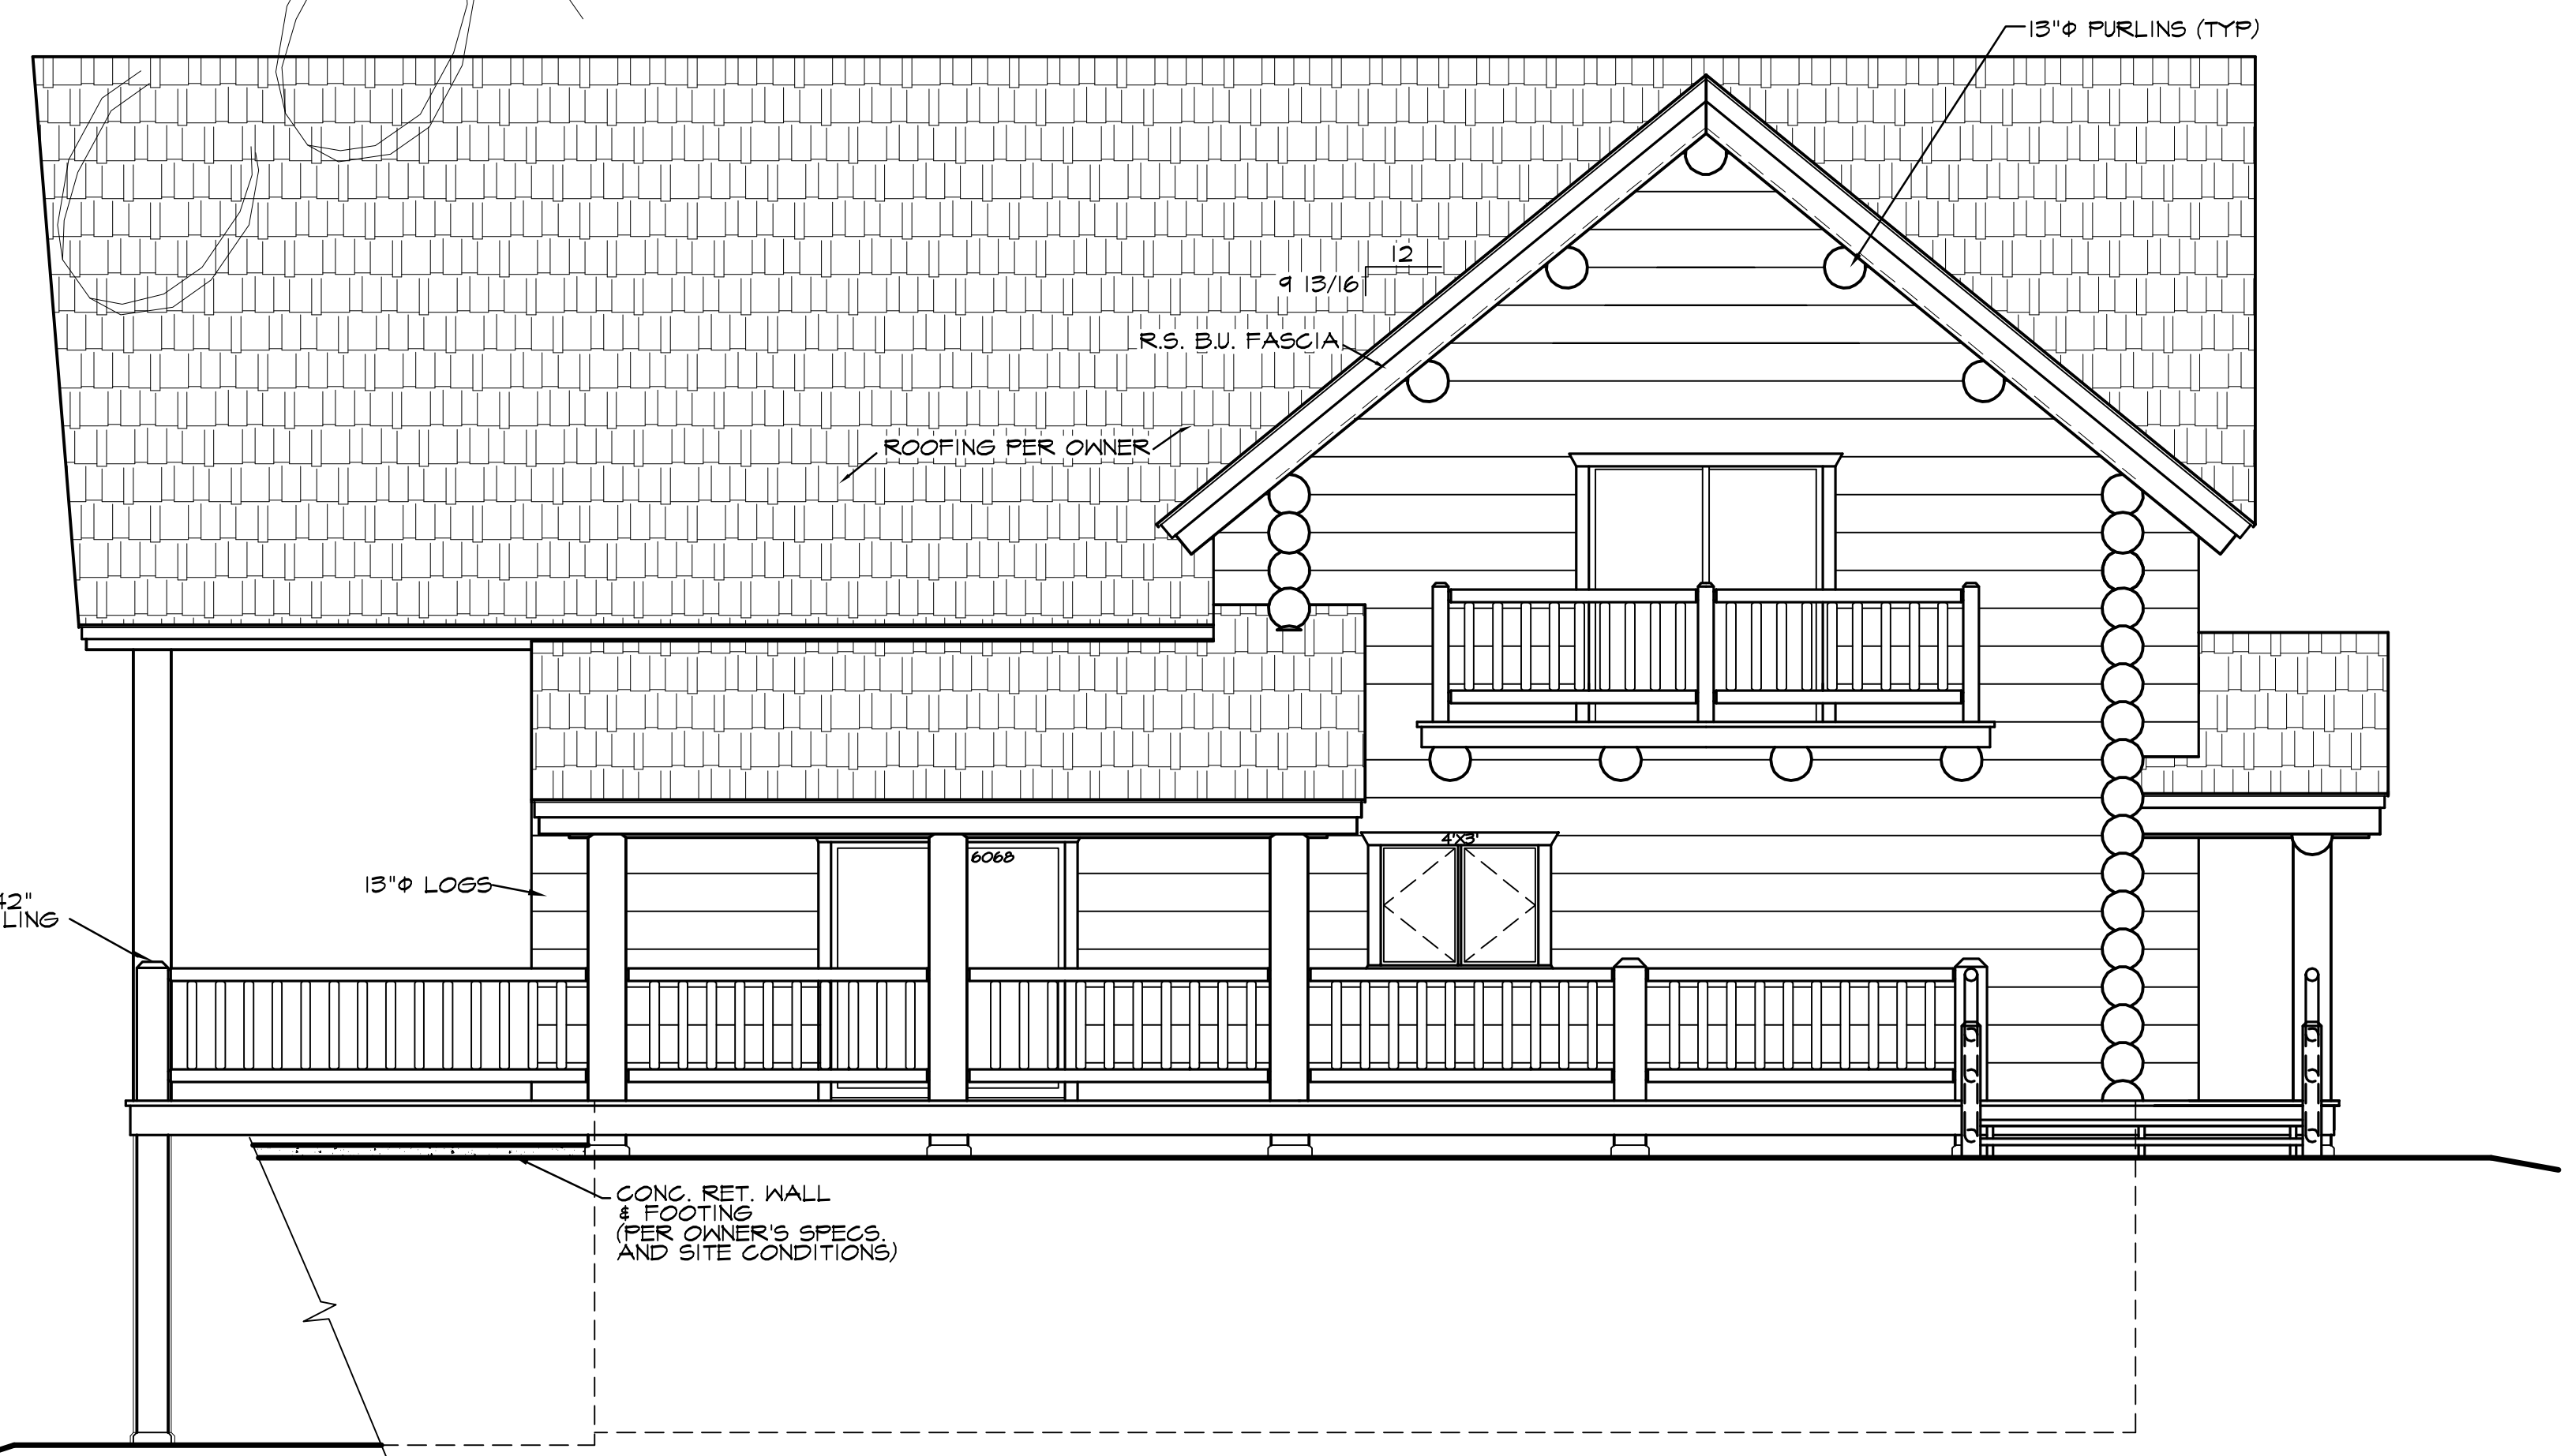 13"Φ PURLINS (TYP)
12
9 13/16
R.S. B.U. FASCIA
ROOFING PER OWNER
4'X3'
6068
13"Φ LOGS
42"
LING
CONC. RET. WALL
& FOOTING
(PER OWNER'S SPECS.
AND SITE CONDITIONS)